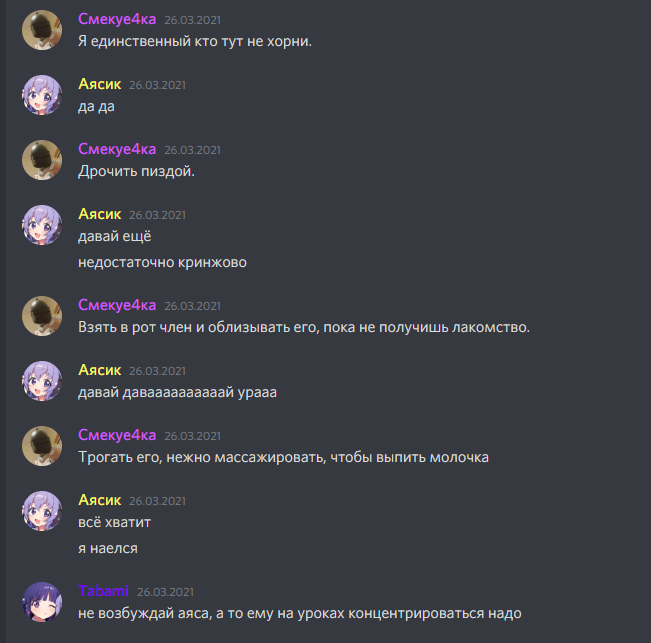 Смекуе4ка 26.03.2021
Я единственный кто тут не хорни.
Аясик 26.03.2021
да да
Смекуе4ка 26.03.2021
Дрочить пиздой.
Аясик 26.03.2021
давай ещё
недостаточно кринжово
Смекуе4ка 26.03.2021
Взять в рот член и облизывать его, пока не получишь лакомство.
Аясик 26.03.2021
давай даваааааааааай урааа
Смекуе4ка 26.03.2021
Трогать его, нежно массажировать, чтобы выпить молочка
Аясик 26.03.2021
всё хватит
я наелся
Tabami 26.03.2021
не возбуждай аяса, а то ему на уроках концентрироваться надо